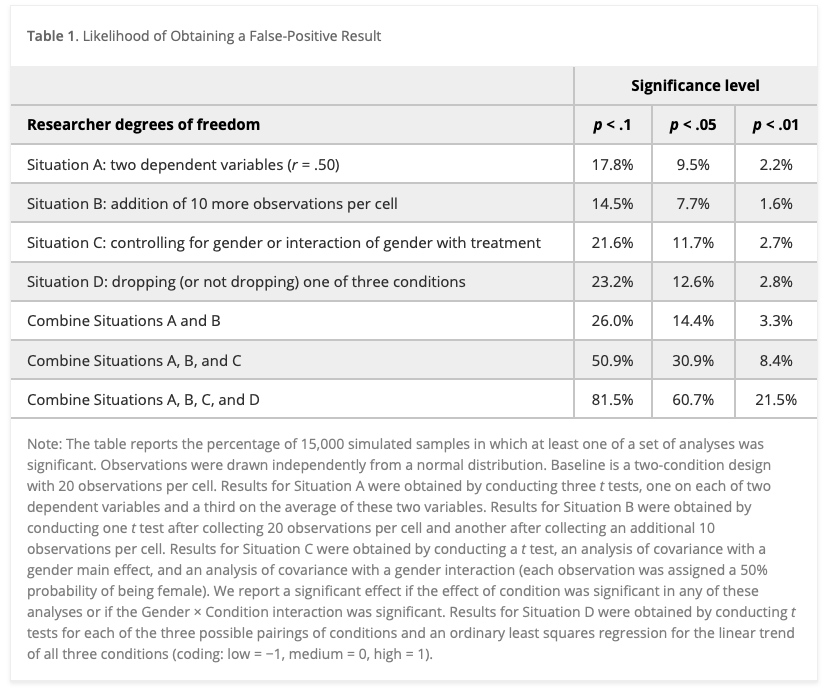 Table 1. Likelihood of Obtaining a False-Positive Result
Significance level
Researcher degrees of freedom p < .1 p < .05 p < .01
Situation A: two dependent variables (r = .50) 17.8% 9.5% 2.2%
Situation B: addition of 10 more observations per cell 14.5% 7.7% 1.6%
Situation C: controlling for gender or interaction of gender with treatment 21.6% 11.7% 2.7%
Situation D: dropping (or not dropping) one of three conditions 23.2% 12.6% 2.8%
Combine Situations A and B 26.0% 14.4% 3.3%
Combine Situations A, B, and C 50.9% 30.9% 8.4%
Combine Situations A, B, C, and D 81.5% 60.7% 21.5%
Note: The table reports the percentage of 15,000 simulated samples in which at least one of a set of analyses was
significant. Observations were drawn independently from a normal distribution. Baseline is a two-condition design
with 20 observations per cell. Results for Situation A were obtained by conducting three t tests, one on each of two
dependent variables and a third on the average of these two variables. Results for Situation B were obtained by
conducting one t test after collecting 20 observations per cell and another after collecting an additional 10
observations per cell. Results for Situation C were obtained by conducting a t test, an analysis of covariance with a
gender main effect, and an analysis of covariance with a gender interaction (each observation was assigned a 50%
probability of being female). We report a significant effect if the effect of condition was significant in any of these
analyses or if the Gender × Condition interaction was significant. Results for Situation D were obtained by conducting t
tests for each of the three possible pairings of conditions and an ordinary least squares regression for the linear trend
of all three conditions (coding: low = −1, medium = 0, high = 1).